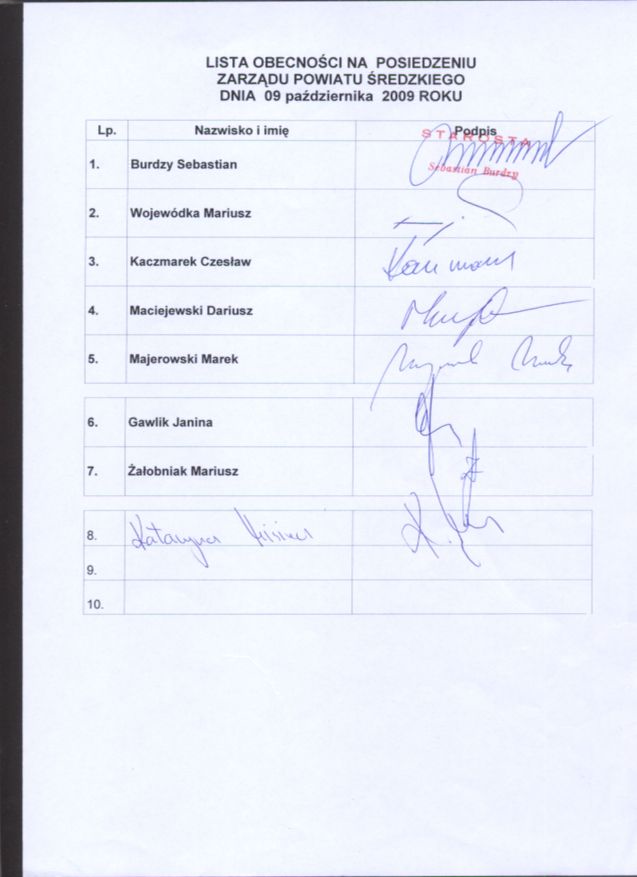 LISTA OBECNOŚCI NA POSIEDZENIU
ZARZĄDU POWIATU ŚREDZKIEGO
DNIA 09 października 2009 ROKU
Lp. Nazwisko i imię Podpis
STAROSTA
1. Burdzy Sebastian
Sebastian Burdzy
2. Wojewódka Mariusz
3. Kaczmarek Czesław
4. Maciejewski Dariusz
5. Majerowski Marek
6. Gawlik Janina
7. Żałobniak Mariusz
8. Katarzyna
9.
10.